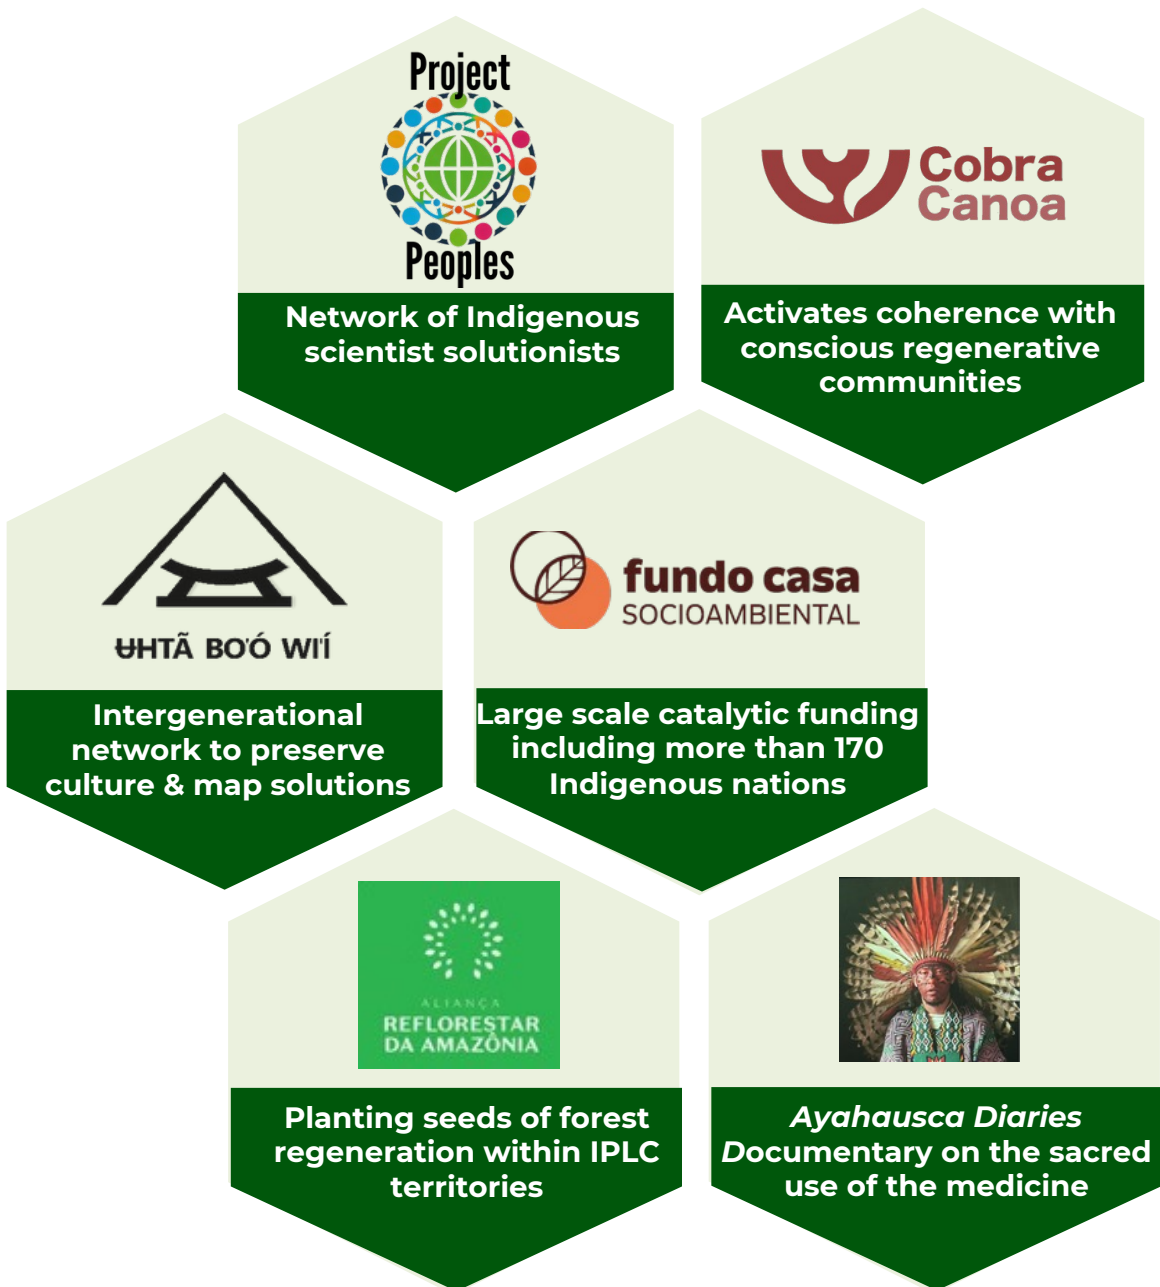 Project
Peoples
Network of Indigenous
scientist solutionists
Cobra
Canoa
Activates coherence with
conscious regenerative
communities
ʉHTÃ BO'Ó WI'Í
Intergenerational
network to preserve
culture & map solutions
fundo casa
SOCIOAMBIENTAL
Large scale catalytic funding
including more than 170
Indigenous nations
ALIANÇA
REFLORESTAR
DA AMAZÔNIA
Planting seeds of forest
regeneration within IPLC
territories
Ayahausca Diaries
Documentary on the sacred
use of the medicine